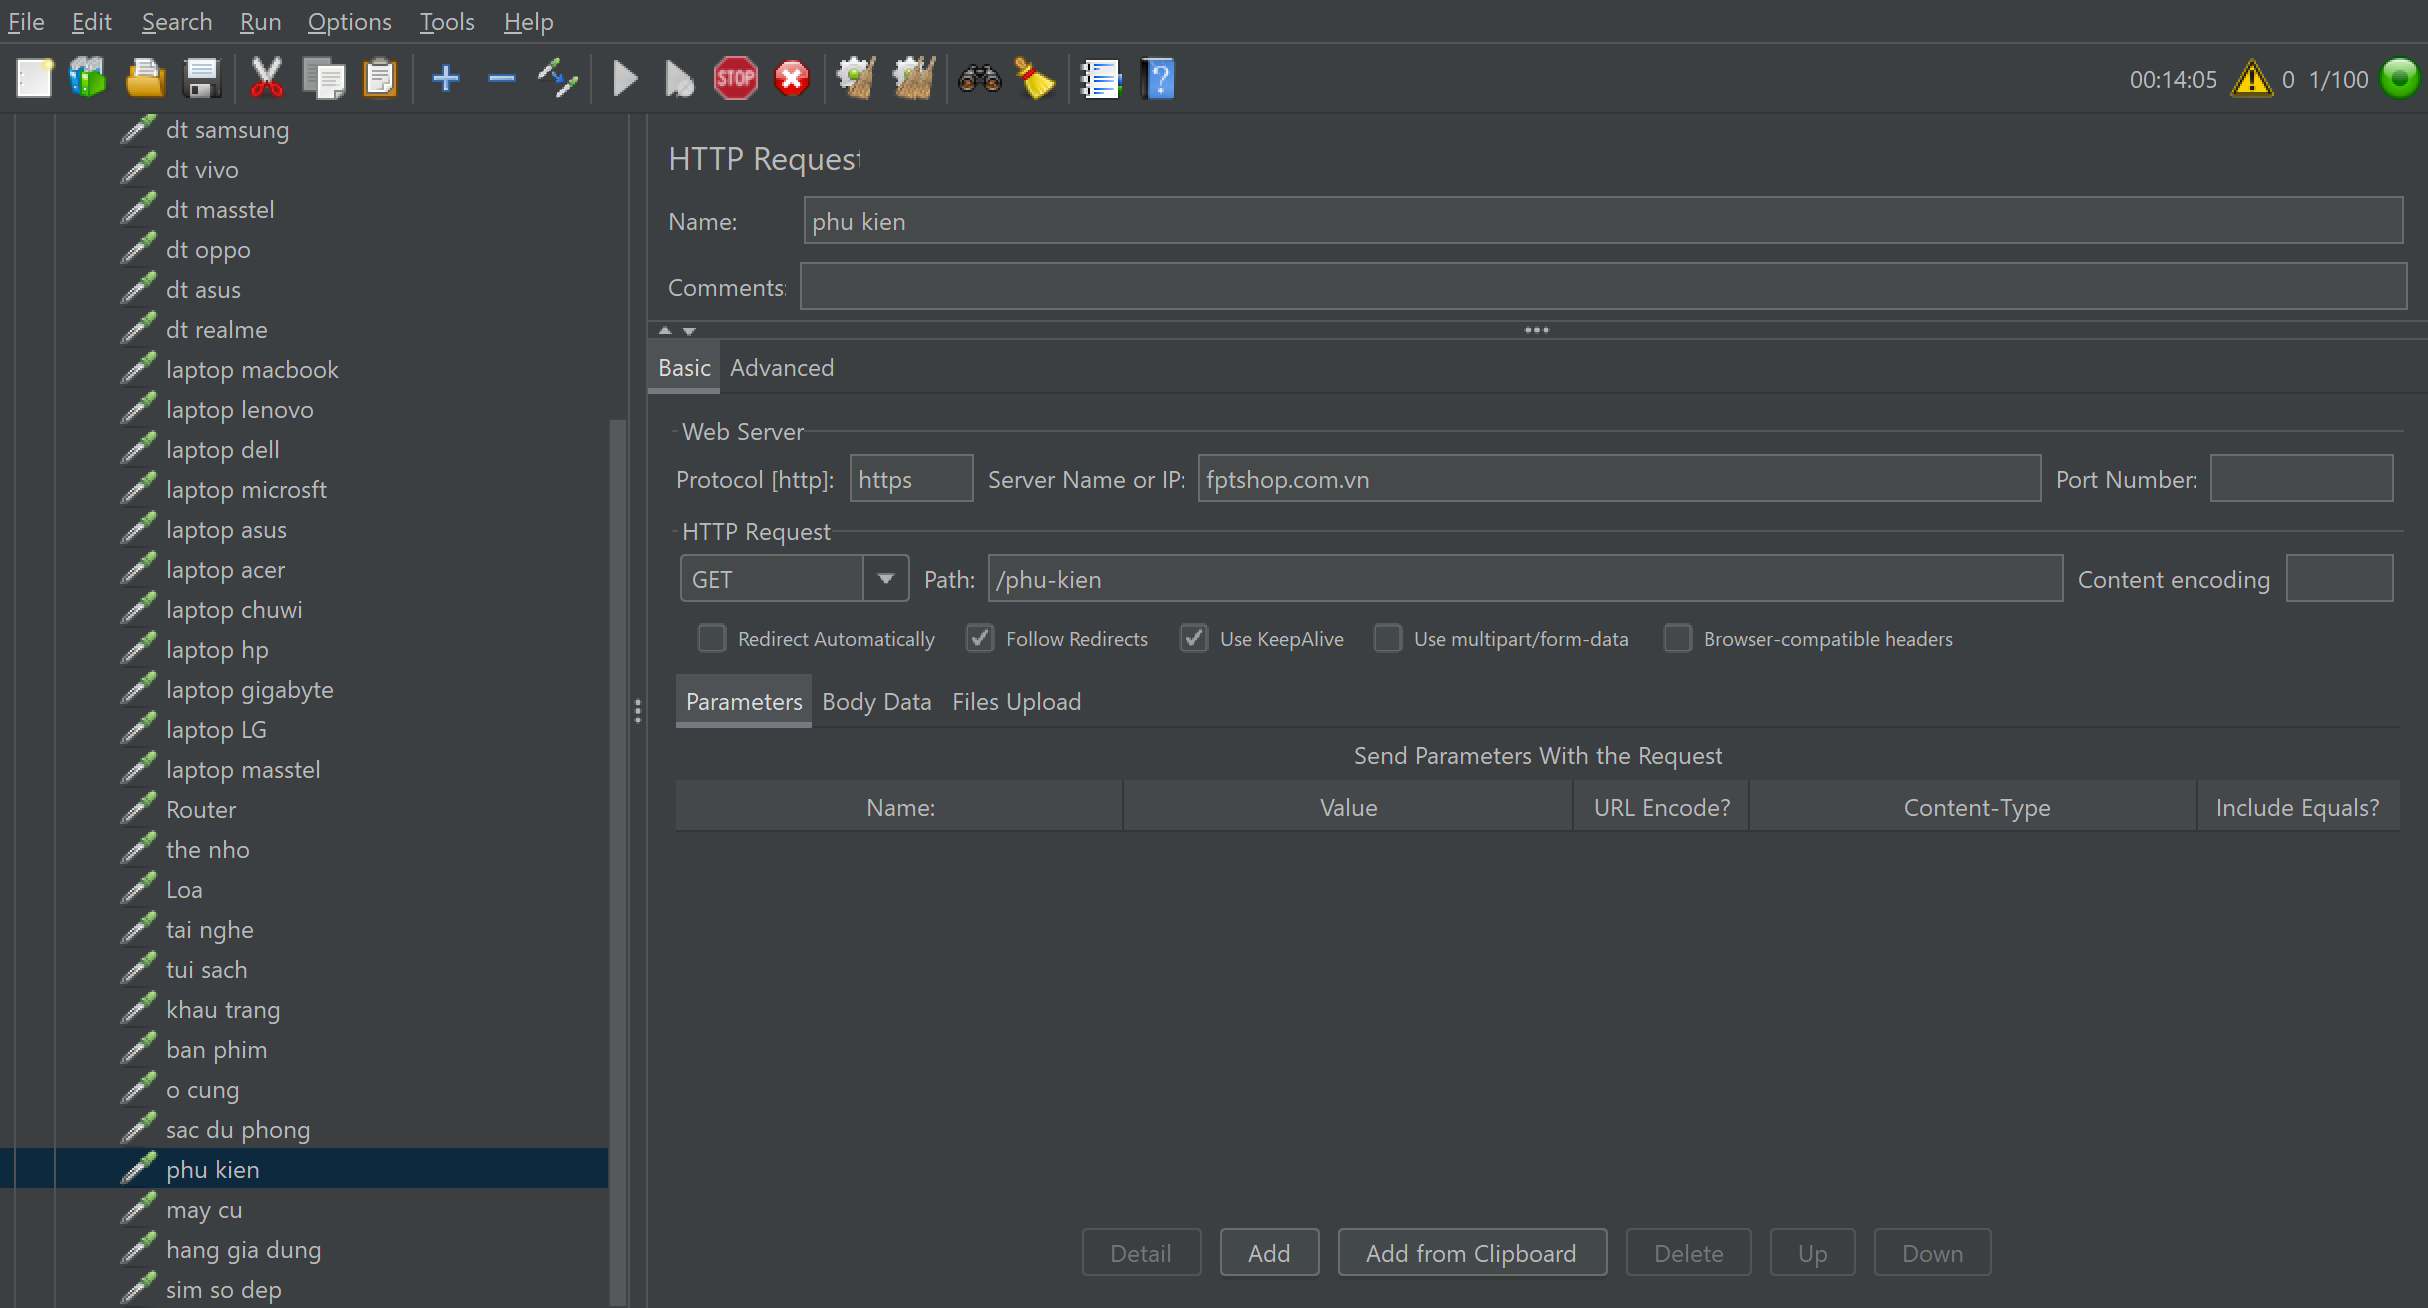 File Edit Search Run Options Tools Help
STOP ? 00:14:05 0 1/100
dt samsung
dt vivo
dt masstel
dt oppo
dt asus
dt realme
laptop macbook
laptop lenovo
laptop dell
laptop microsft
laptop asus
laptop acer
laptop chuwi
laptop hp
laptop gigabyte
laptop LG
laptop masstel
Router
the nho
Loa
tai nghe
tui sach
khau trang
ban phim
o cung
sac du phong
phu kien
may cu
hang gia dung
sim so dep
HTTP Request
Name: phu kien
Comments:
Basic Advanced
Web Server
Protocol [http]: https Server Name or IP: fptshop.com.vn Port Number:
HTTP Request
GET Path: /phu-kien Content encoding
Redirect Automatically Follow Redirects Use KeepAlive Use multipart/form-data Browser-compatible headers
Parameters Body Data Files Upload
Send Parameters With the Request
Name: Value URL Encode? Content-Type Include Equals?
Detail Add Add from Clipboard Delete Up Down